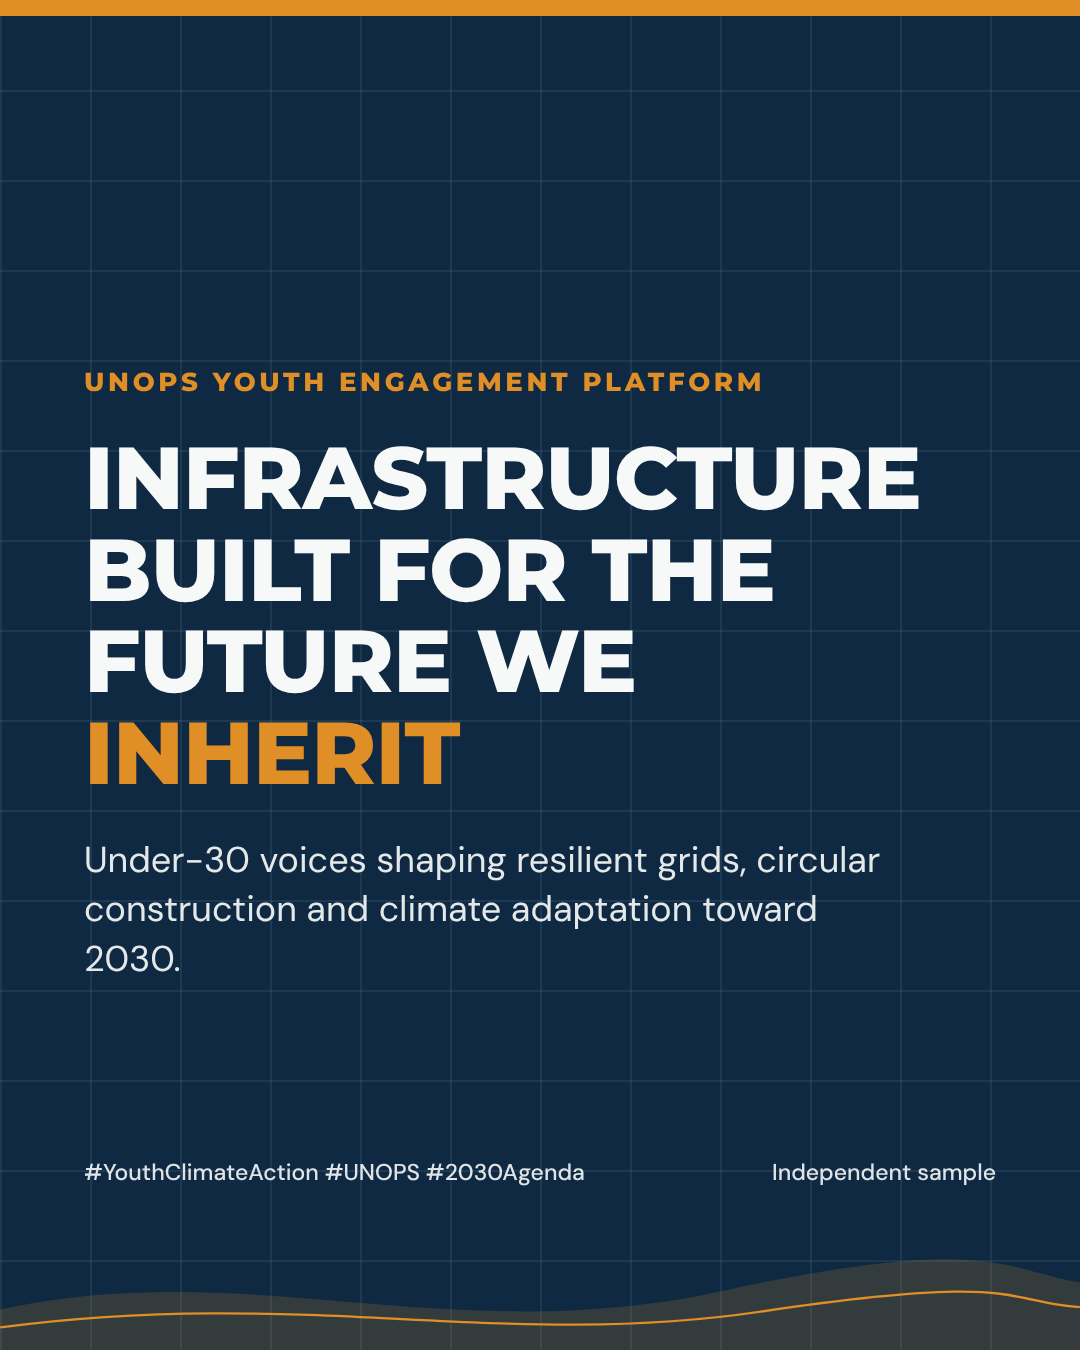 UNOPS YOUTH ENGAGEMENT PLATFORM
INFRASTRUCTURE
BUILT FOR THE
FUTURE WE
INHERIT
Under-30 voices shaping resilient grids, circular
construction and climate adaptation toward
2030.
#YouthClimateAction #UNOPS #2030Agenda
Independent sample